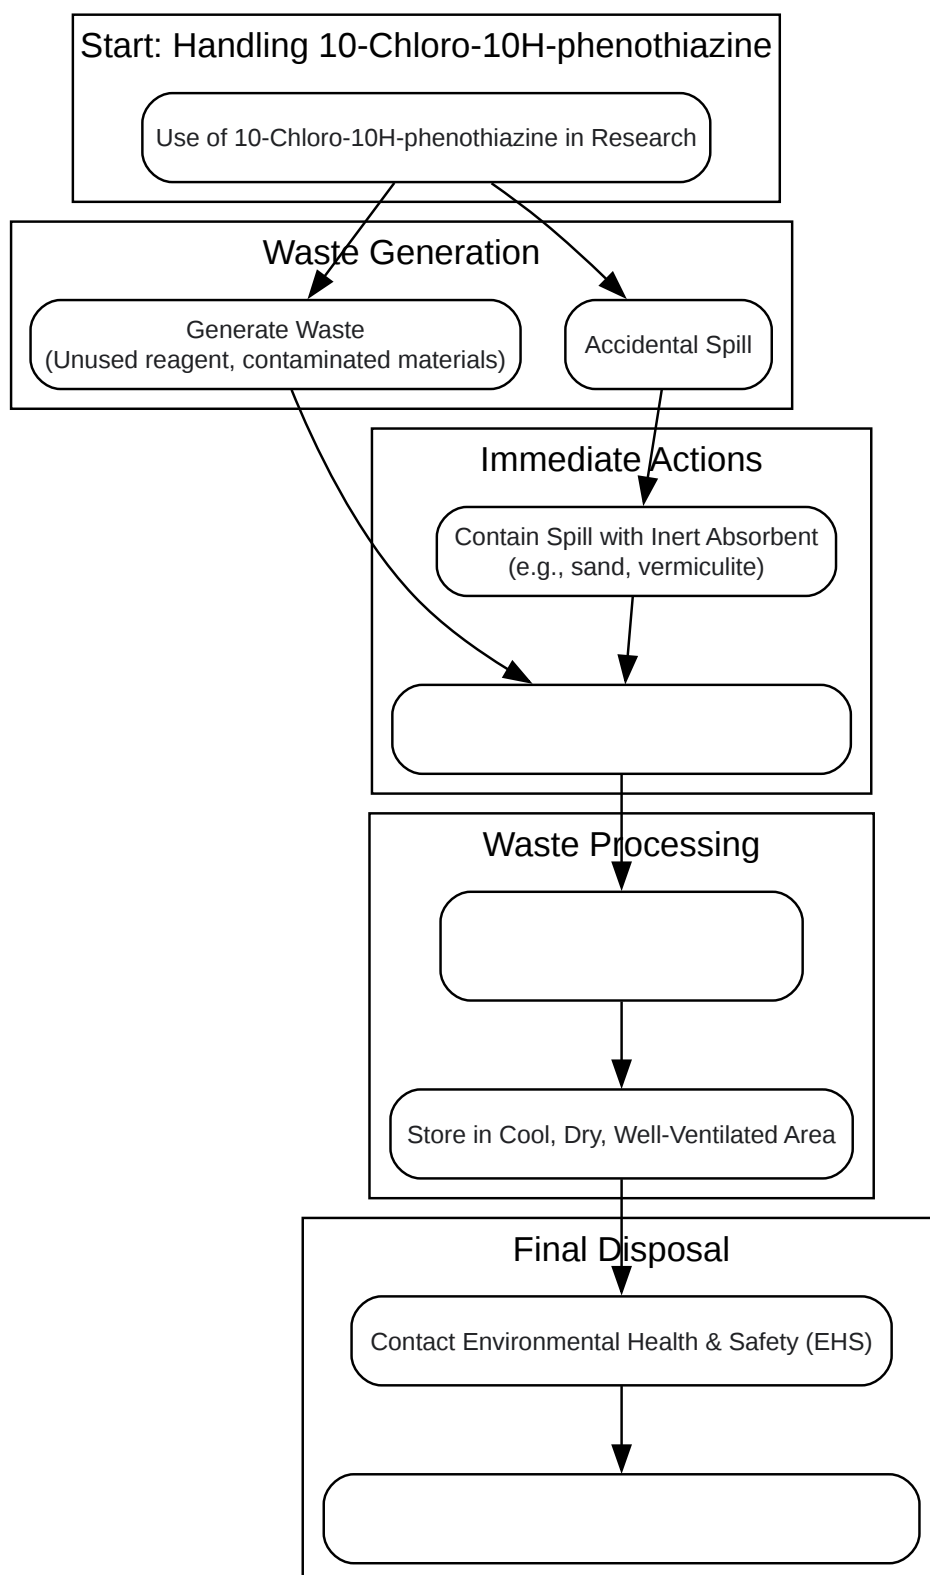 Start: Handling 10-Chloro-10H-phenothiazine
Use of 10-Chloro-10H-phenothiazine in Research
Waste Generation
Generate Waste
(Unused reagent, contaminated materials)
Accidental Spill
Immediate Actions
Contain Spill with Inert Absorbent
(e.g., sand, vermiculite)
Waste Processing
Store in Cool, Dry, Well-Ventilated Area
Final Disposal
Contact Environmental Health & Safety (EHS)